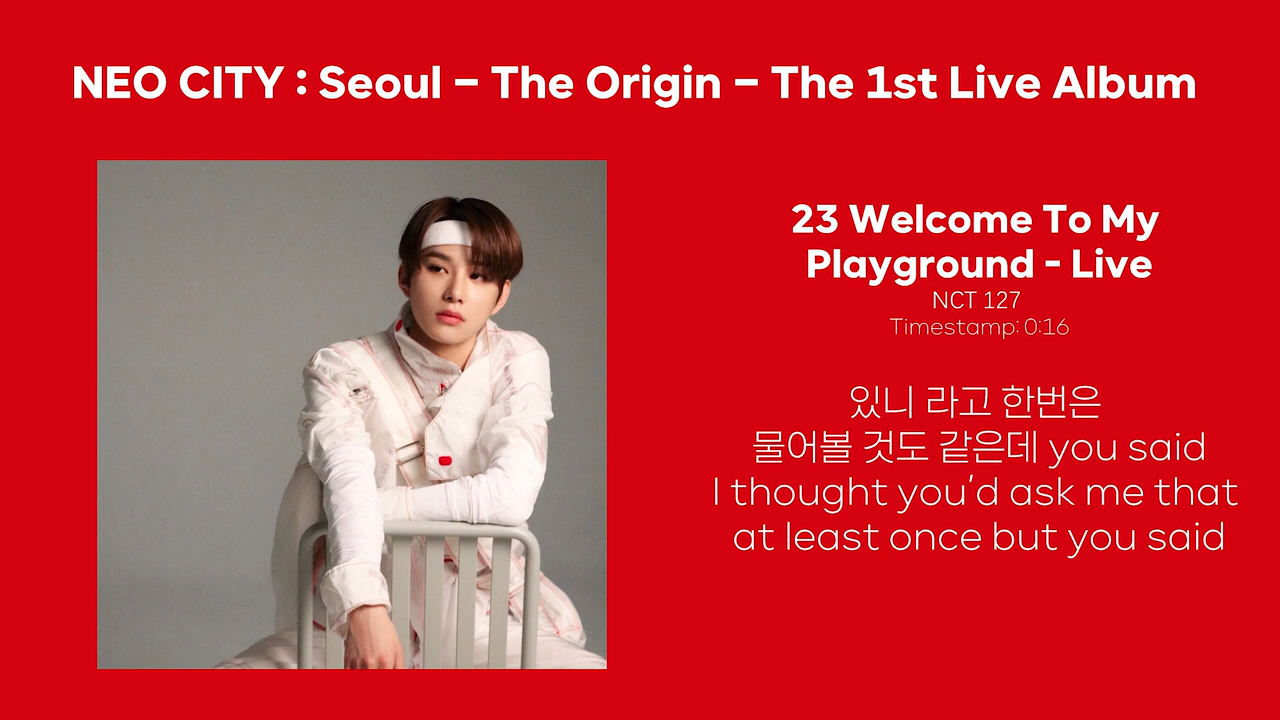 NEO CITY : Seoul – The Origin – The 1st Live Album
23 Welcome To My
Playground - Live
NCT 127
Timestamp: 0:16
있니 라고 한번은
물어볼 것도 같은데 you said
I thought you'd ask me that
at least once but you said